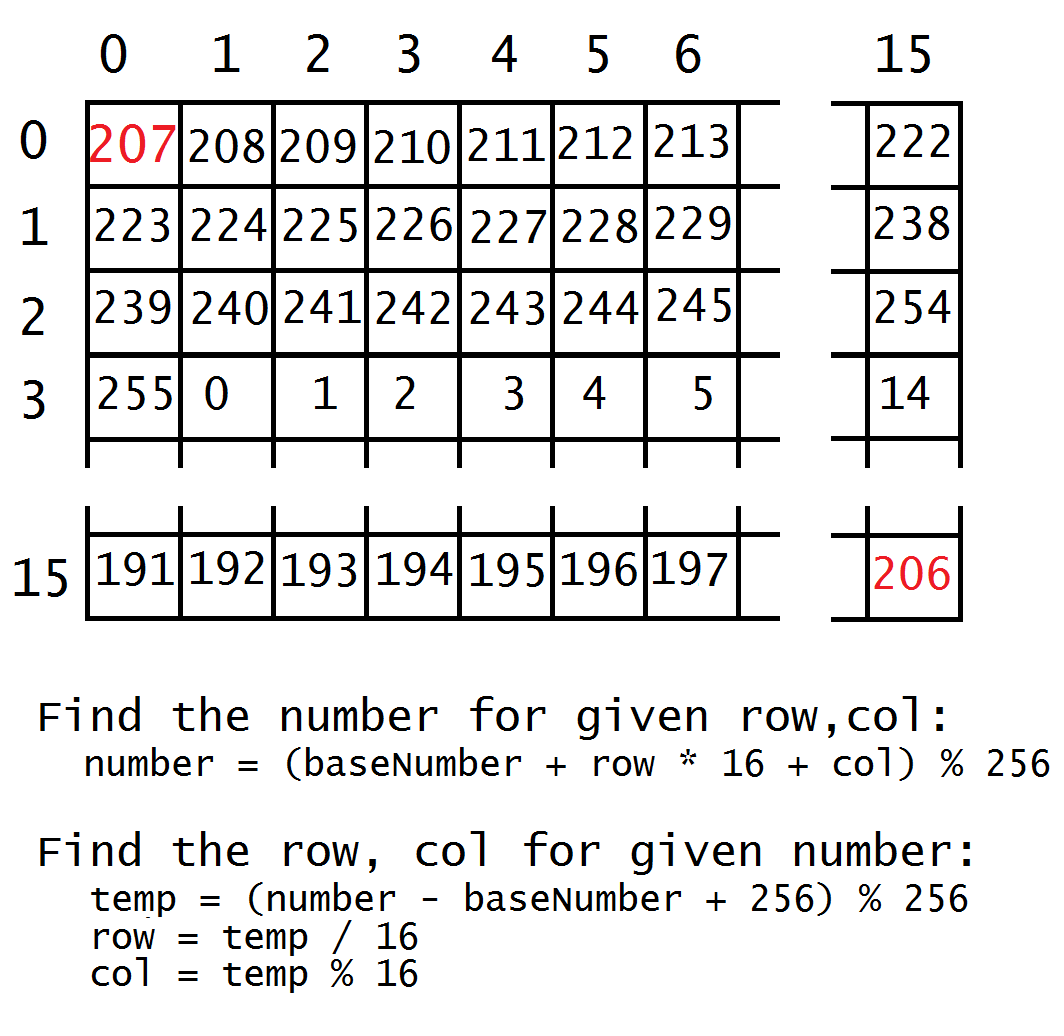 0 1 2 3 4 5 6 15
0 207 208 209 210 211 212 213 222
1 223 224 225 226 227 228 229 238
2 239 240 241 242 243 244 245 254
3 255 0 1 2 3 4 5 14
15 191 192 193 194 195 196 197 206
Find the number for given row,col:
number = (baseNumber + row * 16 + col) % 256
Find the row, col for given number:
temp = (number - baseNumber + 256) % 256
row = temp / 16
col = temp % 16